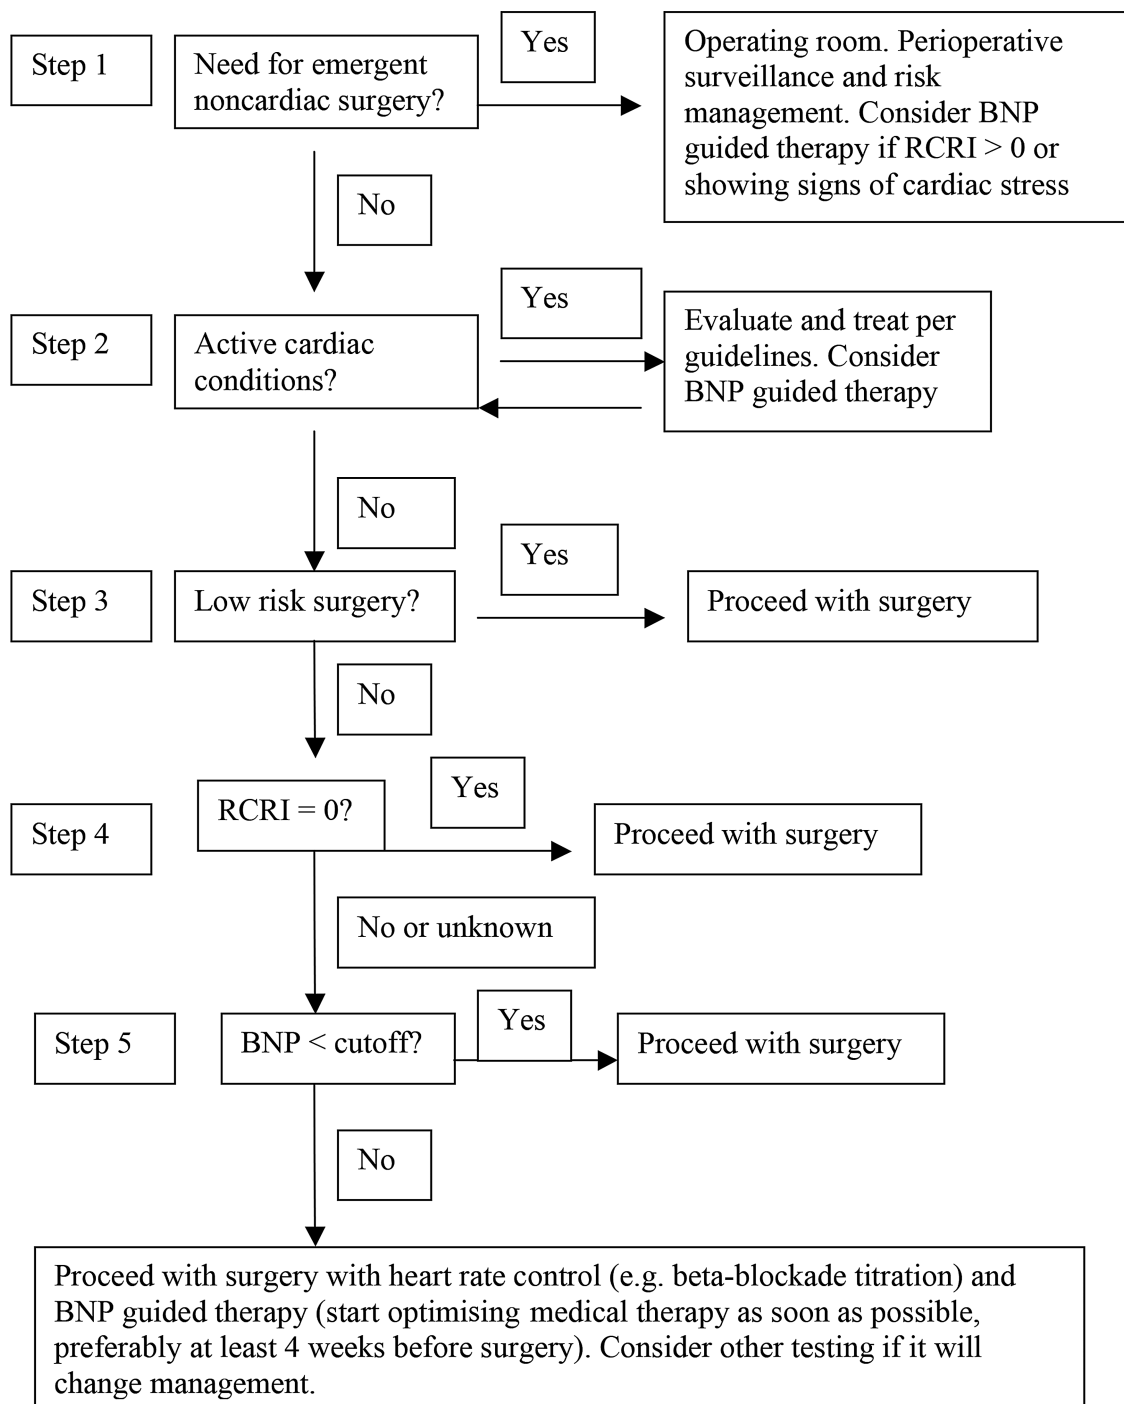 Step 1
Need for emergent
noncardiac surgery?
Yes
Operating room. Perioperative
surveillance and risk
management. Consider BNP
guided therapy if RCRI > 0 or
showing signs of cardiac stress
No
Step 2
Active cardiac
conditions?
Yes
Evaluate and treat per
guidelines. Consider
BNP guided therapy
No
Step 3
Low risk surgery?
Yes
Proceed with surgery
No
Step 4
RCRI = 0?
Yes
Proceed with surgery
No or unknown
Step 5
BNP < cutoff?
Yes
Proceed with surgery
No
Proceed with surgery with heart rate control (e.g. beta-blockade titration) and
BNP guided therapy (start optimising medical therapy as soon as possible,
preferably at least 4 weeks before surgery). Consider other testing if it will
change management.